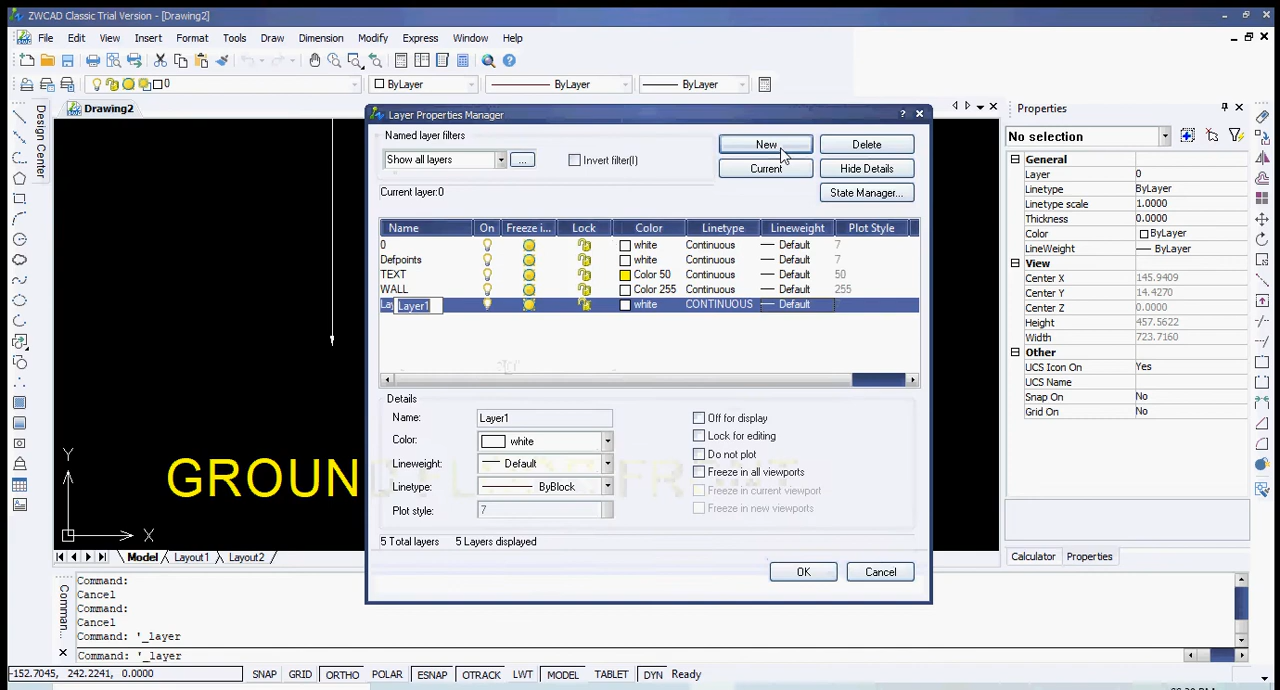 ZWCAD Classic Trial Version - [Drawing2]
File Edit View Insert Format Tools Draw Dimension Modify Express Window Help
0 ByLayer ByLayer ByLayer
Drawing2
Design Center
Layer Properties Manager
Named layer filters
Show all layers ... Invert filter(I)
New Delete
Current Hide Details
State Manager...
Current layer:0
Name On Freeze i... Lock Color Linetype Lineweight Plot Style
0 white Continuous Default 7
Defpoints white Continuous Default 7
TEXT Color 50 Continuous Default 50
WALL Color 255 Continuous Default 255
Layer1 white CONTINUOUS Default
Details
Name: Layer1
Color: white
Lineweight: Default
Linetype: ByBlock
Plot style: 7
Off for display
Lock for editing
Do not plot
Freeze in all viewports
Freeze in current viewport
Freeze in new viewports
5 Total layers 5 Layers displayed
OK Cancel
GROUN
Y
X
Model Layout1 Layout2
Properties
No selection
General
Layer 0
Linetype ByLayer
Linetype scale 1.0000
Thickness 0.0000
Color ByLayer
LineWeight ByLayer
View
Center X 145.9409
Center Y 14.4270
Center Z 0.0000
Height 457.5622
Width 723.7160
Other
UCS Icon On Yes
UCS Name
Snap On No
Grid On No
Calculator Properties
Comman...
Command:
Cancel
Command:
Cancel
Command: '_layer
Command: '_layer
-152.7045, 242.2241, 0.0000 SNAP GRID ORTHO POLAR ESNAP OTRACK LWT MODEL TABLET DYN Ready